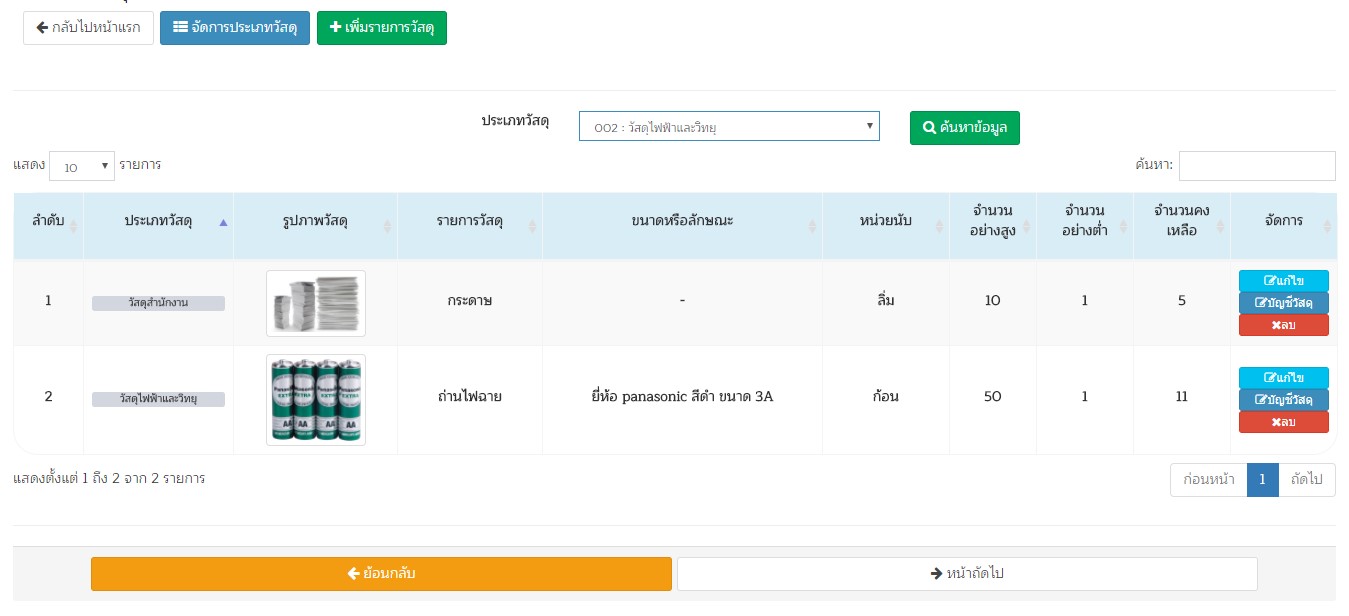 กลับไปหน้าแรก จัดการประเภทวัสดุ เพิ่มรายการวัสดุ
ประเภทวัสดุ 002 : วัสดุไฟฟ้าและวิทยุ ค้นหาข้อมูล
แสดง 10 รายการ ค้นหา:
ลำดับ ประเภทวัสดุ รูปภาพวัสดุ รายการวัสดุ ขนาดหรือลักษณะ หน่วยนับ จำนวนอย่างสูง จำนวนอย่างต่ำ จำนวนคงเหลือ จัดการ
1 วัสดุสำนักงาน กระดาษ - ลิ่ม 10 1 5
แก้ไข
บัญชีวัสดุ
ลบ
2 วัสดุไฟฟ้าและวิทยุ ถ่านไฟฉาย ยี่ห้อ panasonic สีดำ ขนาด 3A ก้อน 50 1 11
แก้ไข
บัญชีวัสดุ
ลบ
แสดงตั้งแต่ 1 ถึง 2 จาก 2 รายการ ก่อนหน้า 1 ถัดไป
ย้อนกลับ หน้าถัดไป